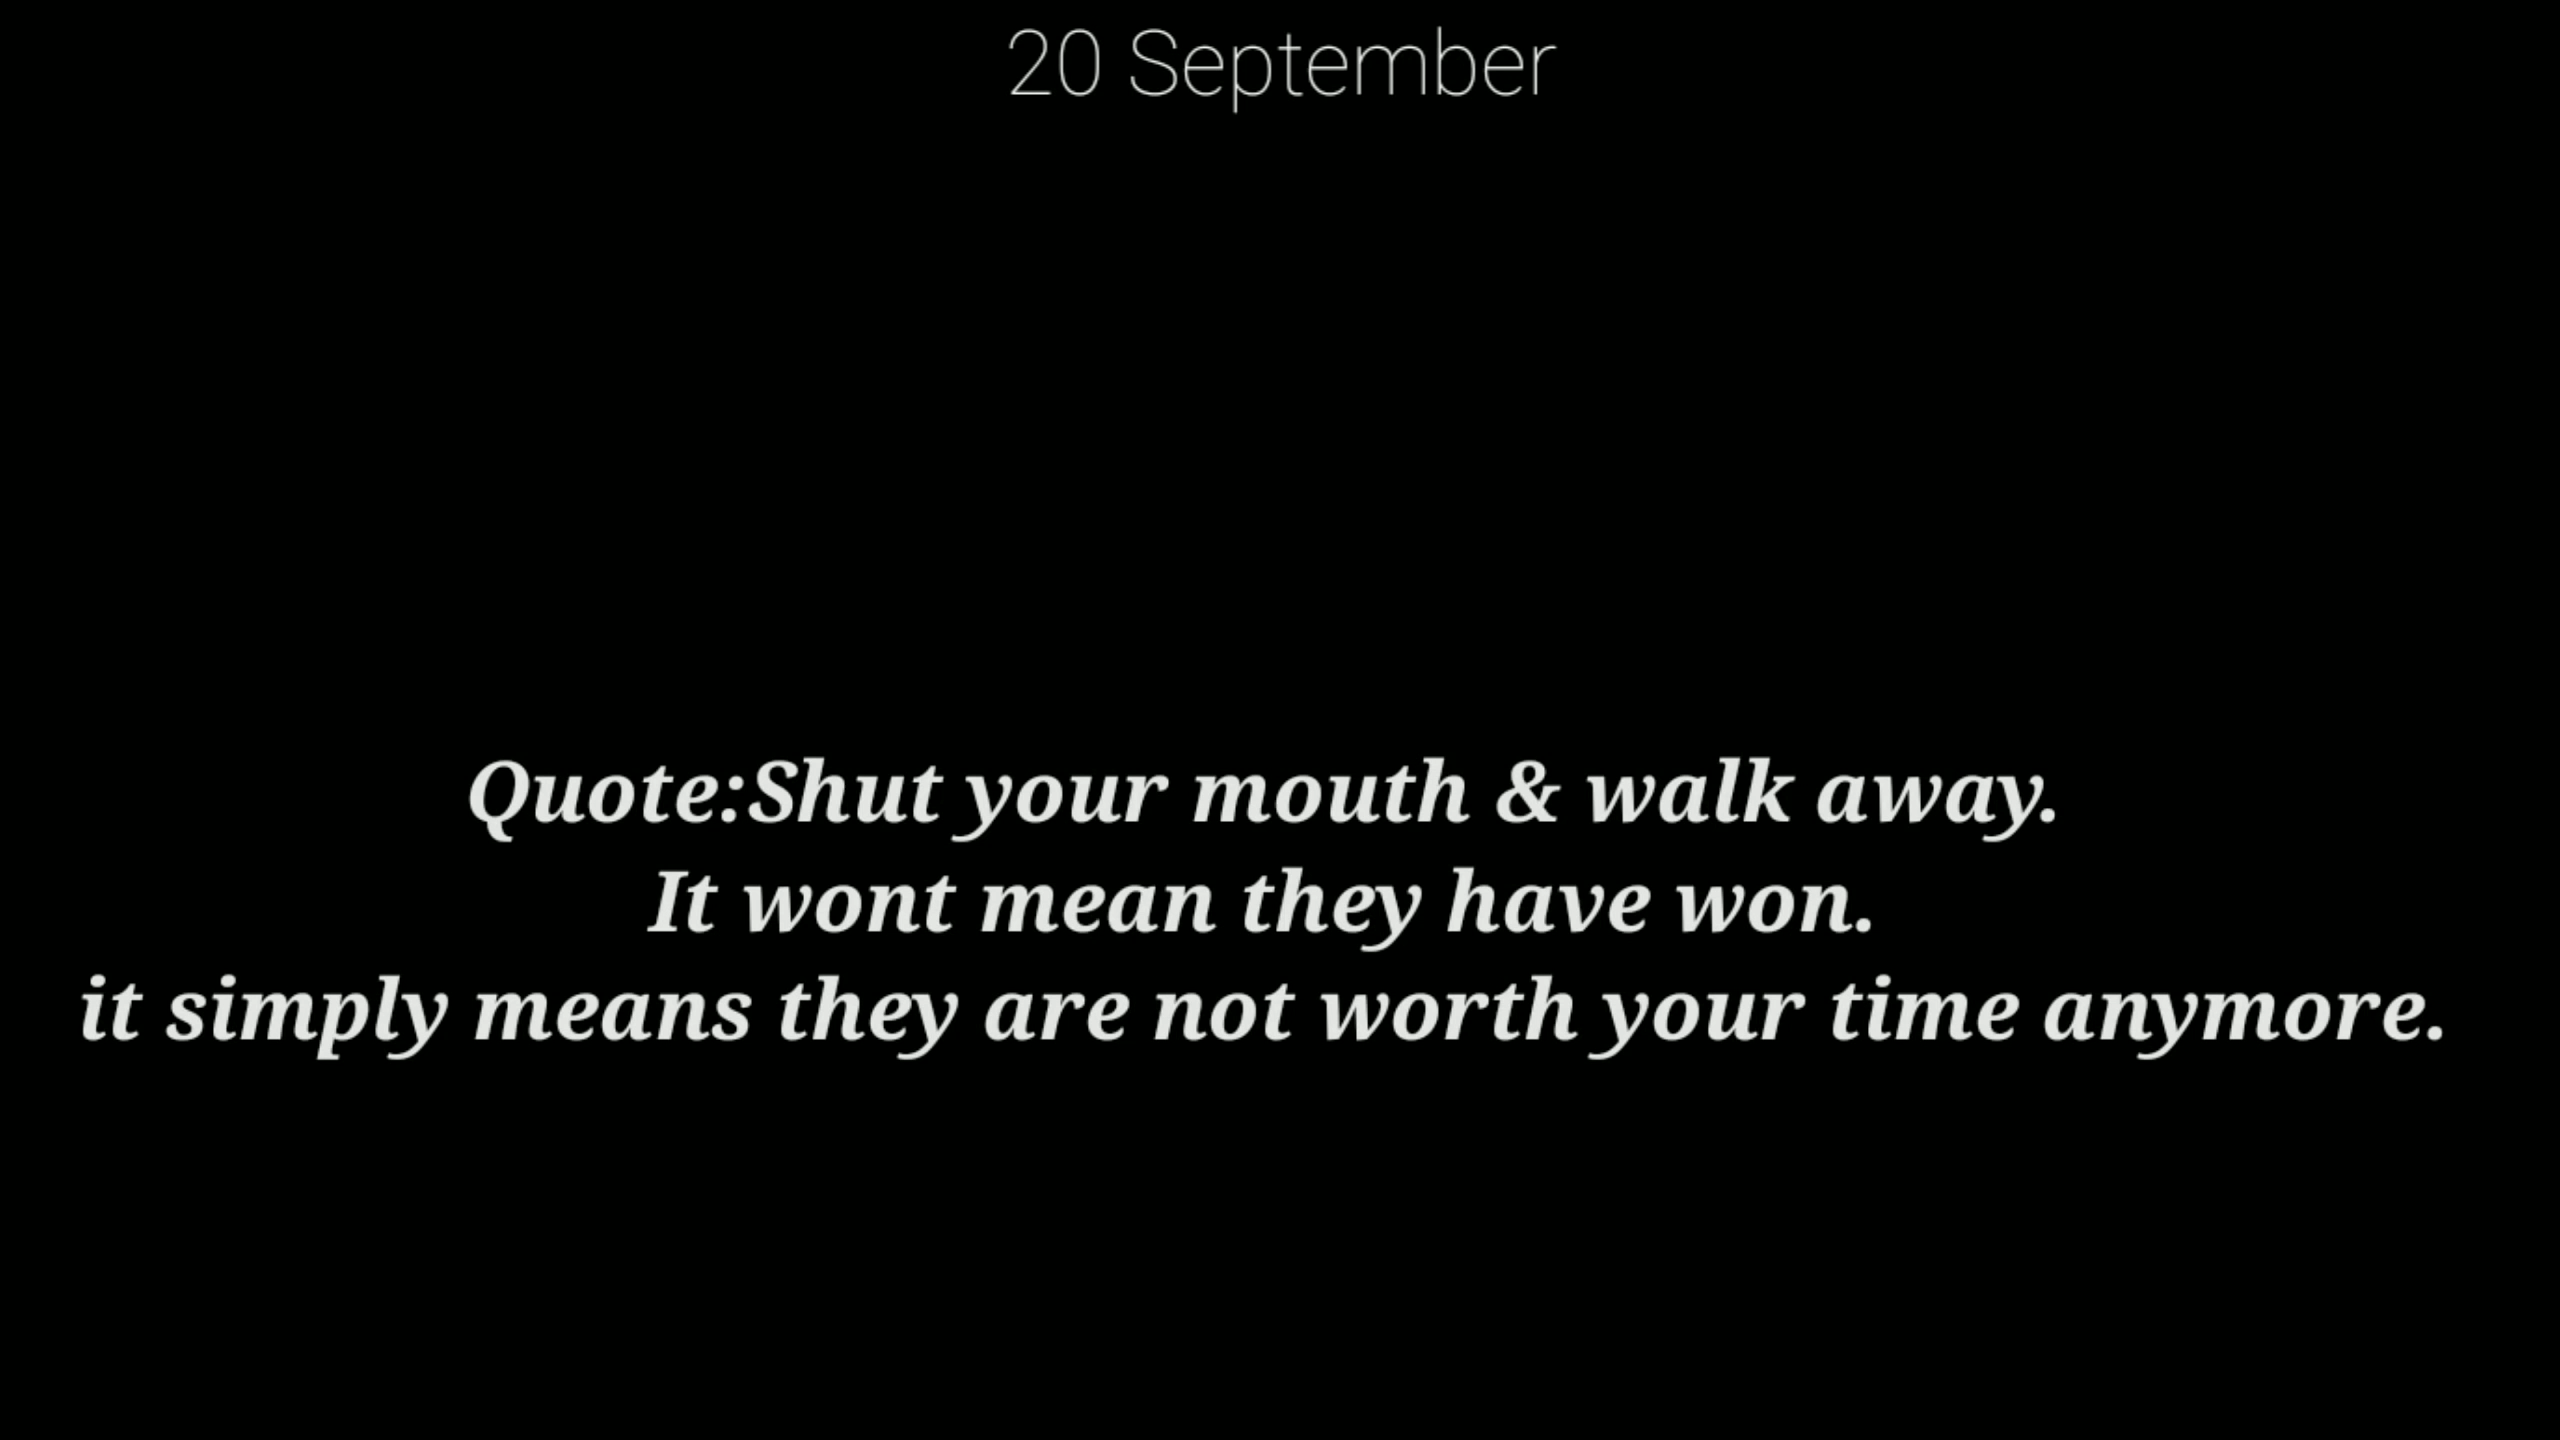 20 September
Quote:Shut your mouth & walk away.
It wont mean they have won.
it simply means they are not worth your time anymore.